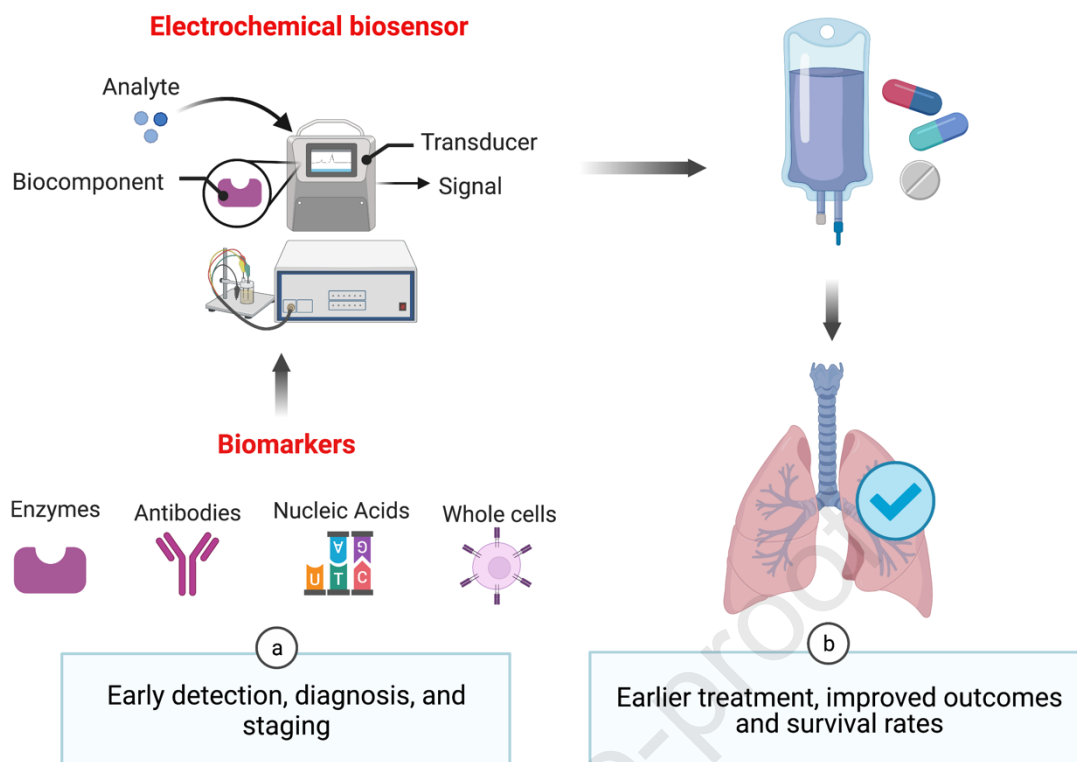 Electrochemical biosensor
Analyte
Transducer
Biocomponent
Signal
Biomarkers
Enzymes
Antibodies
Nucleic Acids
Whole cells
A
G
U
T
C
a
Early detection, diagnosis, and
staging
b
Earlier treatment, improved outcomes
and survival rates